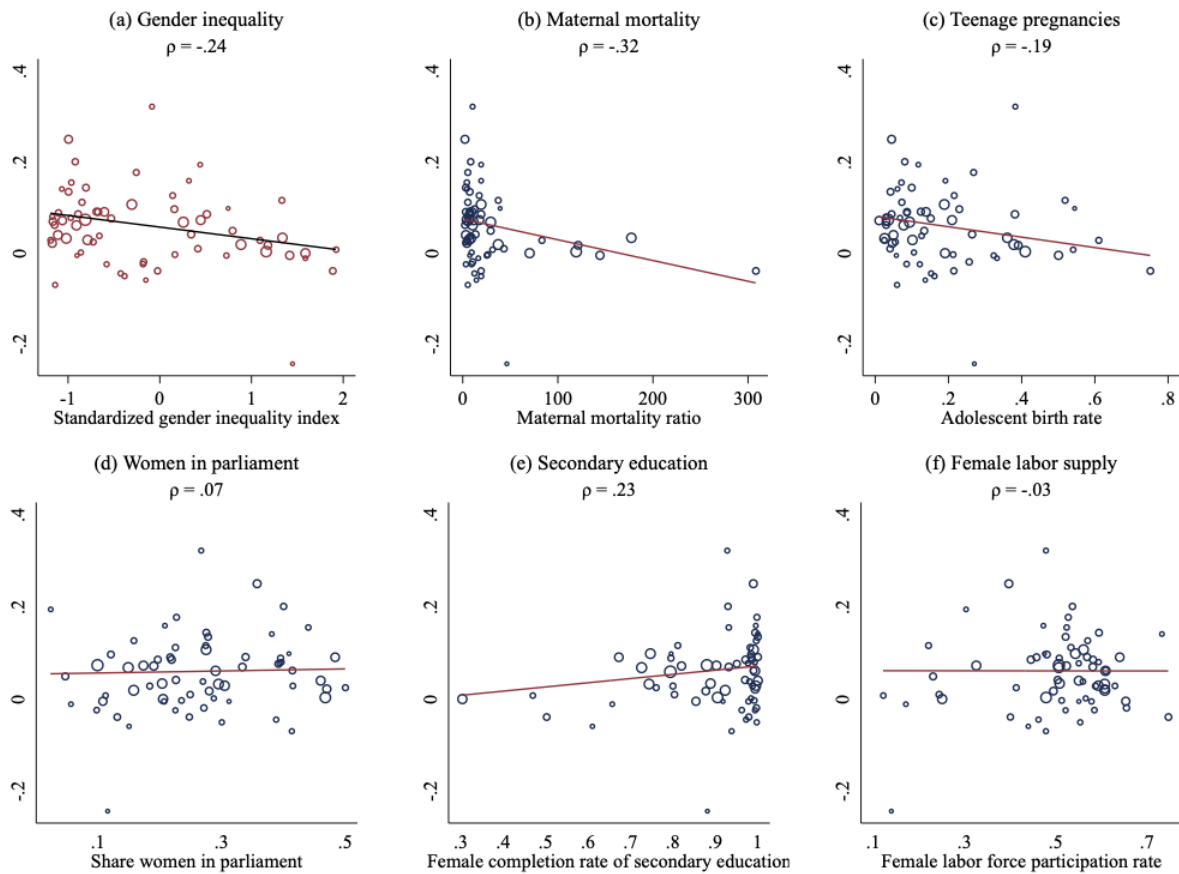 (a) Gender inequality
ρ = -.24
.4
.2
0
-.2
-1
0
1
2
Standardized gender inequality index
(b) Maternal mortality
ρ = -.32
.4
.2
0
-.2
0
100
200
300
Maternal mortality ratio
(c) Teenage pregnancies
ρ = -.19
.4
.2
0
-.2
0
.2
.4
.6
.8
Adolescent birth rate
(d) Women in parliament
ρ = .07
.4
.2
0
-.2
.1
.3
.5
Share women in parliament
(e) Secondary education
ρ = .23
.4
.2
0
-.2
.3
.4
.5
.6
.7
.8
.9
1
Female completion rate of secondary education
(f) Female labor supply
ρ = -.03
.4
.2
0
-.2
.1
.3
.5
.7
Female labor force participation rate